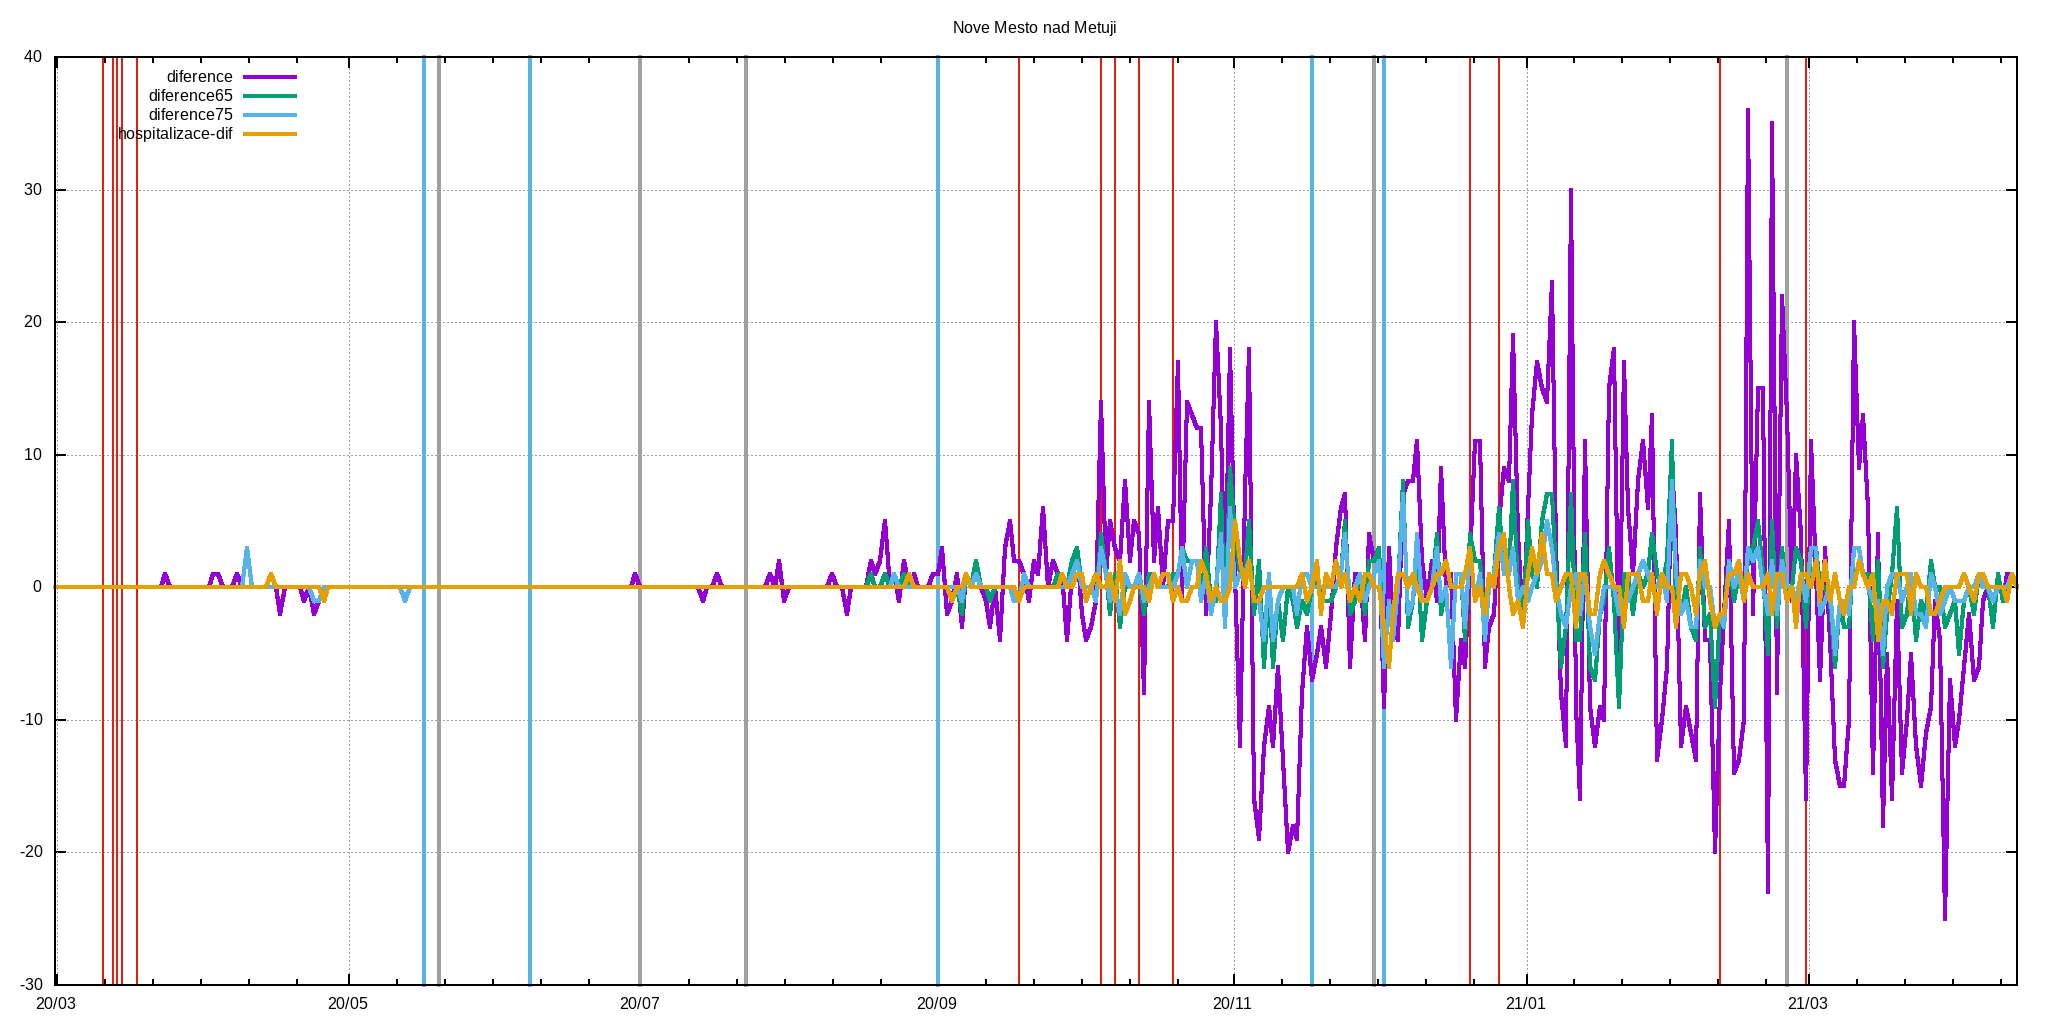 Nove Mesto nad Metuji
40
30
20
10
0
-10
-20
-30
diference
diference65
diference75
hospitalizace-dif
20/03 20/05 20/07 20/09 20/11 21/01 21/03